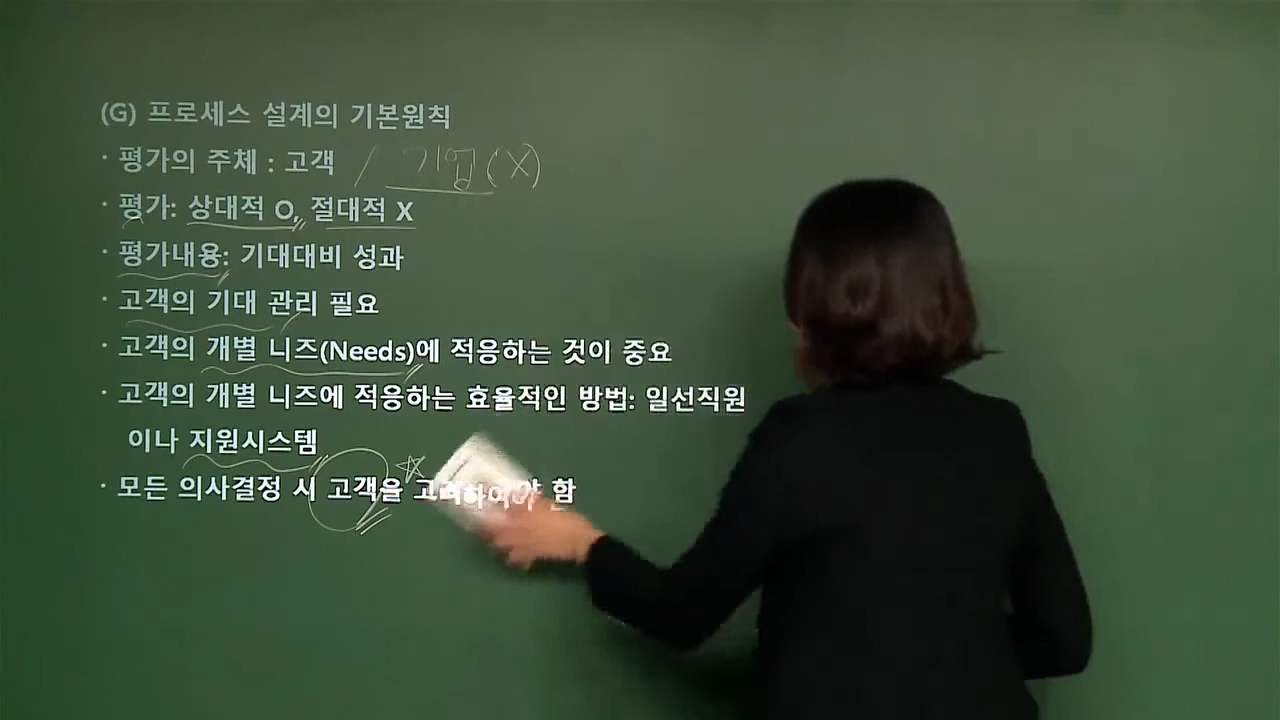 (G) 프로세스 설계의 기본원칙
· 평가의 주체 : 고객 / 기업(X)
· 평가: 상대적 O, 절대적 X
· 평가내용: 기대대비 성과
· 고객의 기대 관리 필요
· 고객의 개별 니즈(Needs)에 적응하는 것이 중요
· 고객의 개별 니즈에 적응하는 효율적인 방법: 일선직원
이나 지원시스템
· 모든 의사결정 시 고객을 고려하여야 함